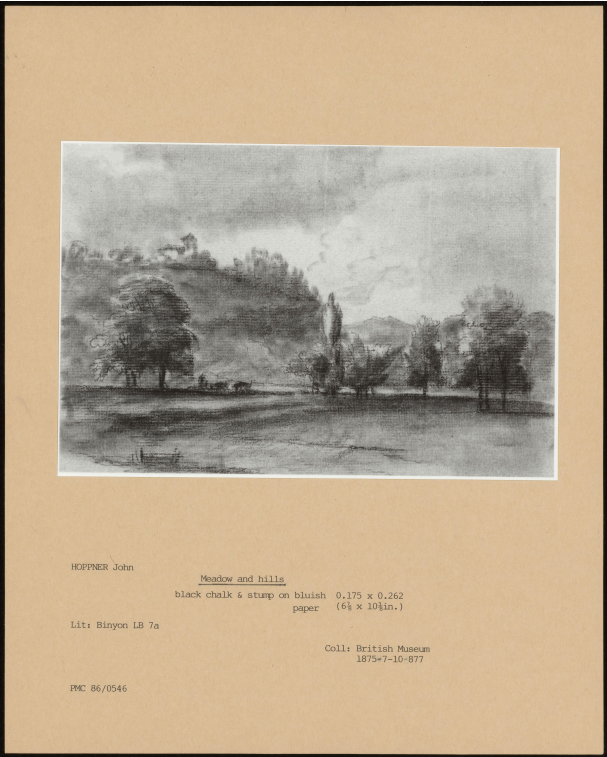 HOPPNER John
Meadow and hills
black chalk & stump on bluish 0.175 x 0.262
paper (6⅞ x 10⅜in.)
Lit: Binyon LB 7a
Coll: British Museum
1875-7-10-877
PMC 86/0546